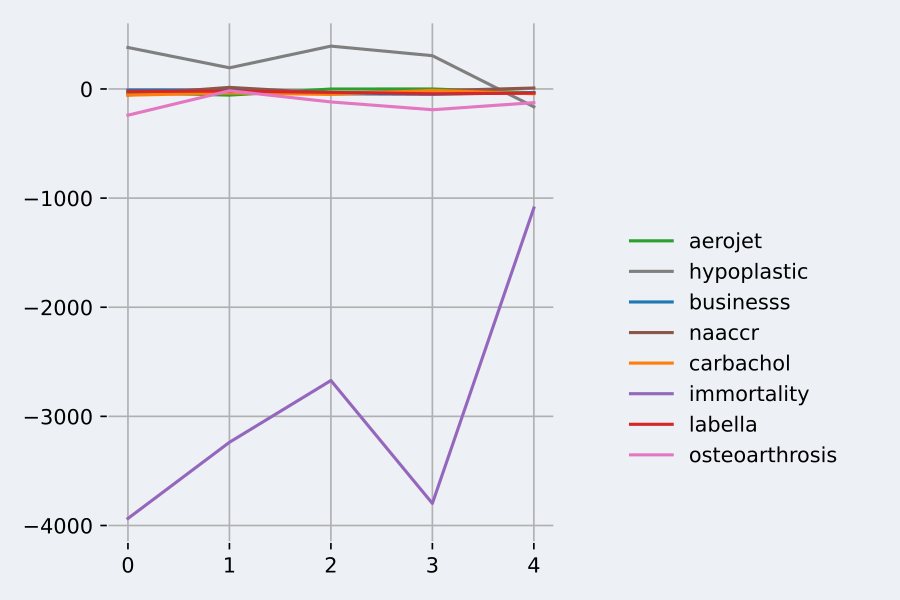 0
−1000
−2000
−3000
−4000
0 1 2 3 4
aerojet
hypoplastic
businesss
naaccr
carbachol
immortality
labella
osteoarthrosis